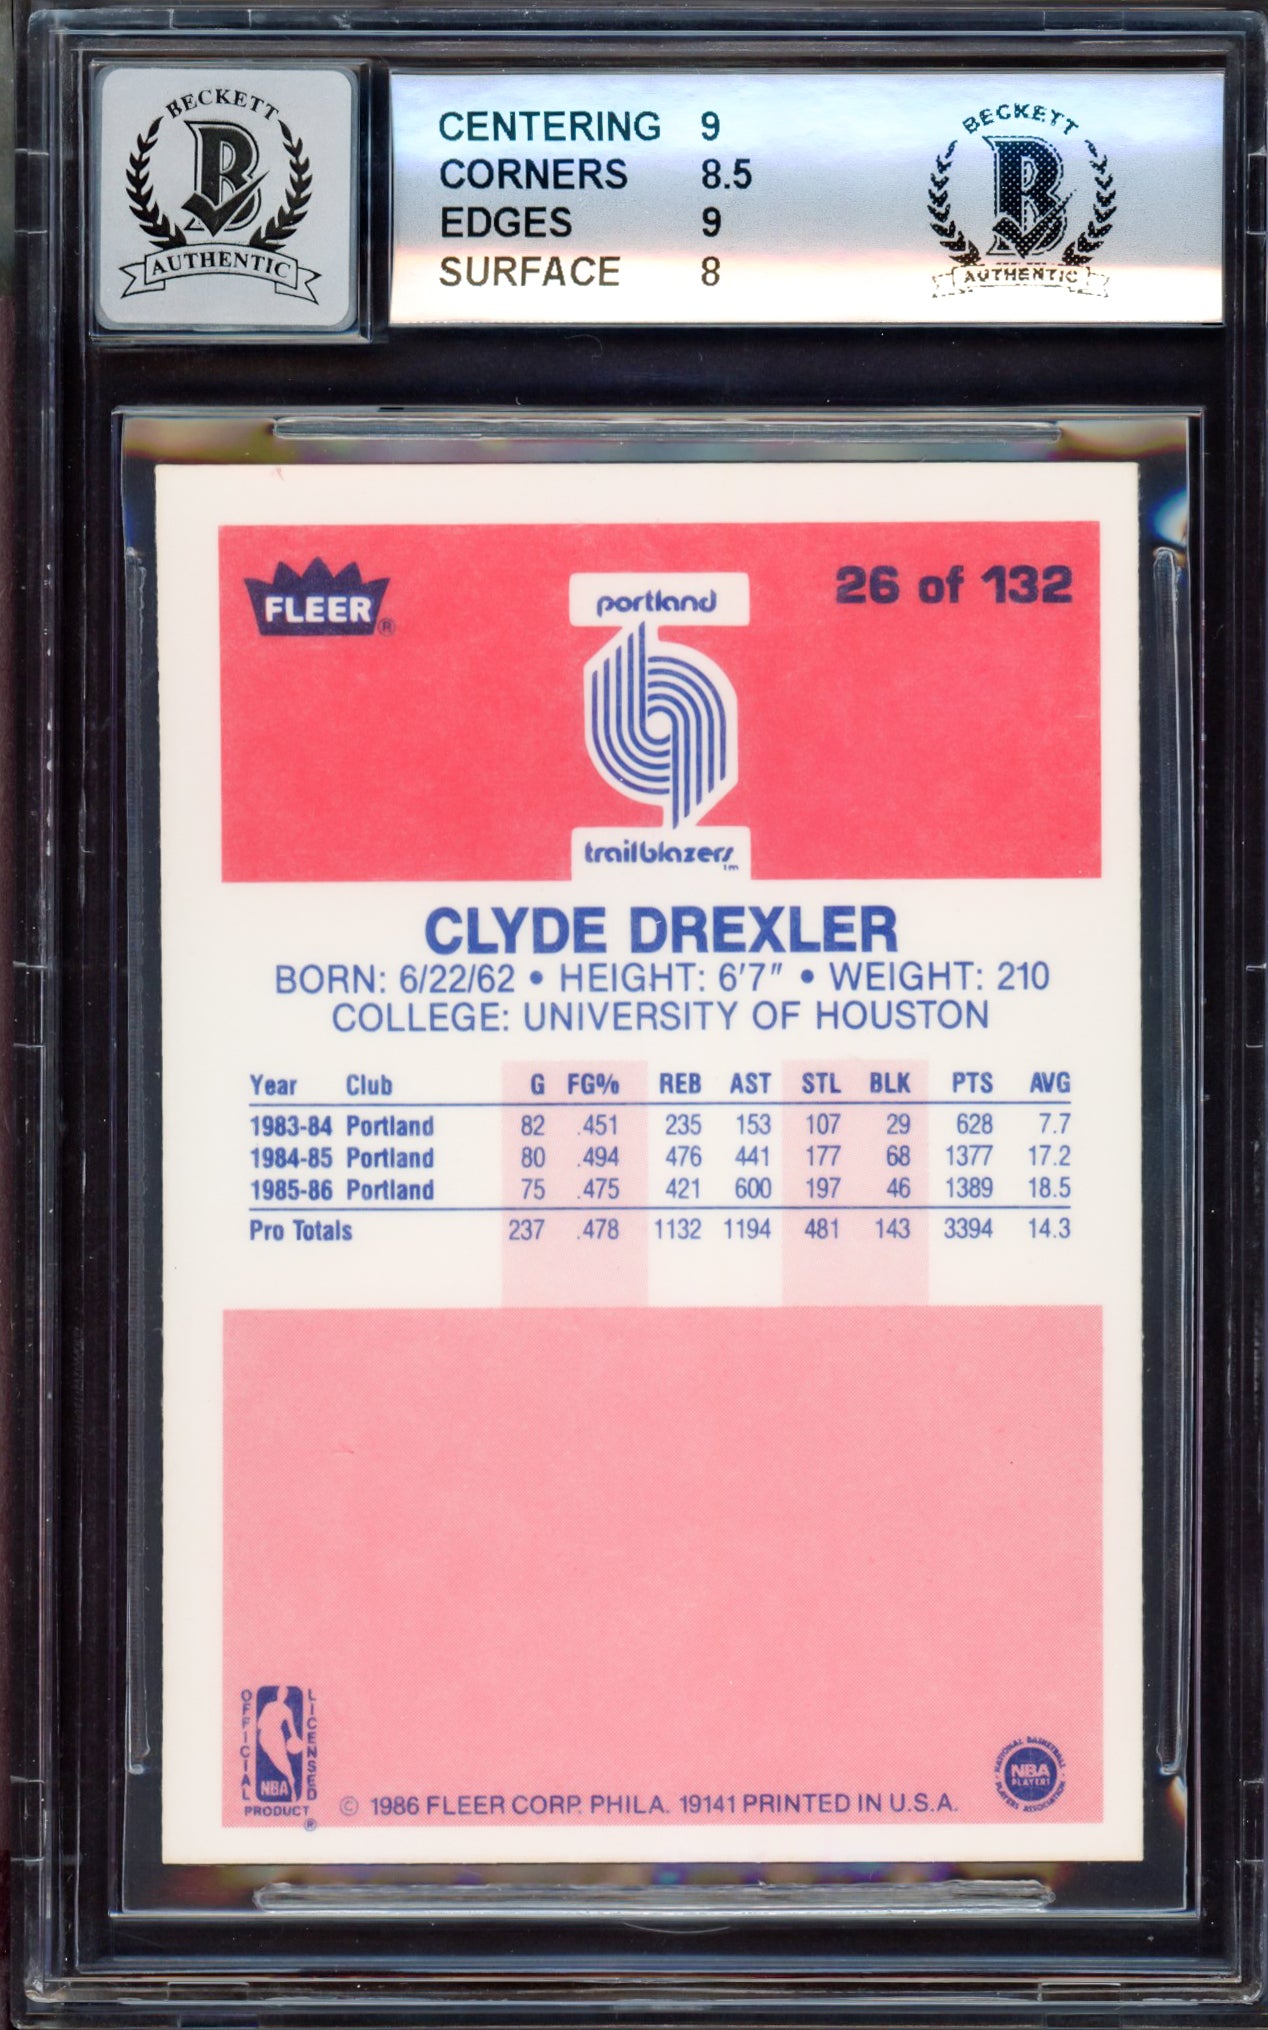 BECKETT
AUTHENTIC
CENTERING 9
CORNERS 8.5
EDGES 9
SURFACE 8
BECKETT
AUTHENTIC
FLEER®
portland
trailblazers
tm
26 of 132
CLYDE DREXLER
BORN: 6/22/62 • HEIGHT: 6'7" • WEIGHT: 210
COLLEGE: UNIVERSITY OF HOUSTON
Year Club G FG% REB AST STL BLK PTS AVG
1983-84 Portland 82 .451 235 153 107 29 628 7.7
1984-85 Portland 80 .494 476 441 177 68 1377 17.2
1985-86 Portland 75 .475 421 600 197 46 1389 18.5
Pro Totals 237 .478 1132 1194 481 143 3394 14.3
OFFICIAL LICENSED
NBA
PRODUCT ®
© 1986 FLEER CORP. PHILA. 19141 PRINTED IN U.S.A.
NATIONAL BASKETBALL
NBA
PLAYERS
PLAYERS ASSOCIATION